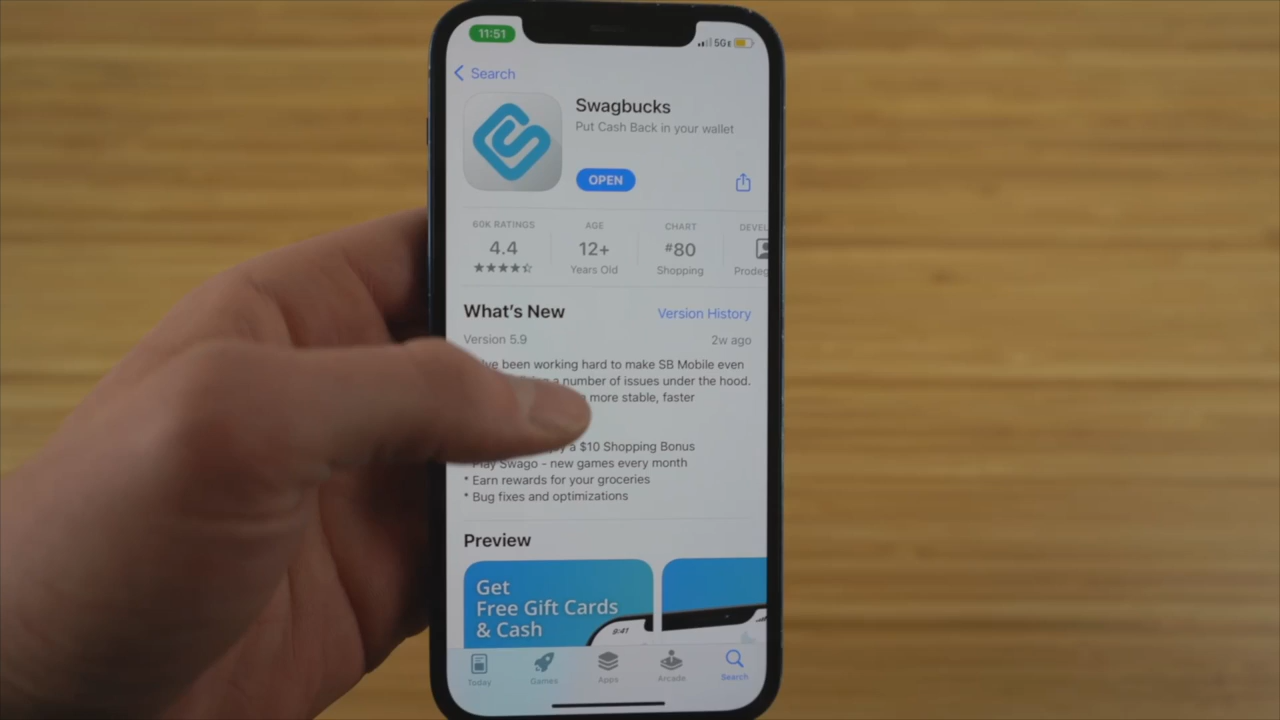 11:51
5GE
Search
Swagbucks
Put Cash Back in your wallet
OPEN
60K RATINGS
4.4
AGE
12+
Years Old
CHART
#80
Shopping
DEVEL
Prodeg
What's New
Version History
Version 5.9
2w ago
've been working hard to make SB Mobile even
number of issues under the hood.
more stable, faster
a $10 Shopping Bonus
Play Swago - new games every month
* Earn rewards for your groceries
* Bug fixes and optimizations
Preview
Get
Free Gift Cards
& Cash
9:41
Today
Games
Apps
Arcade
Search